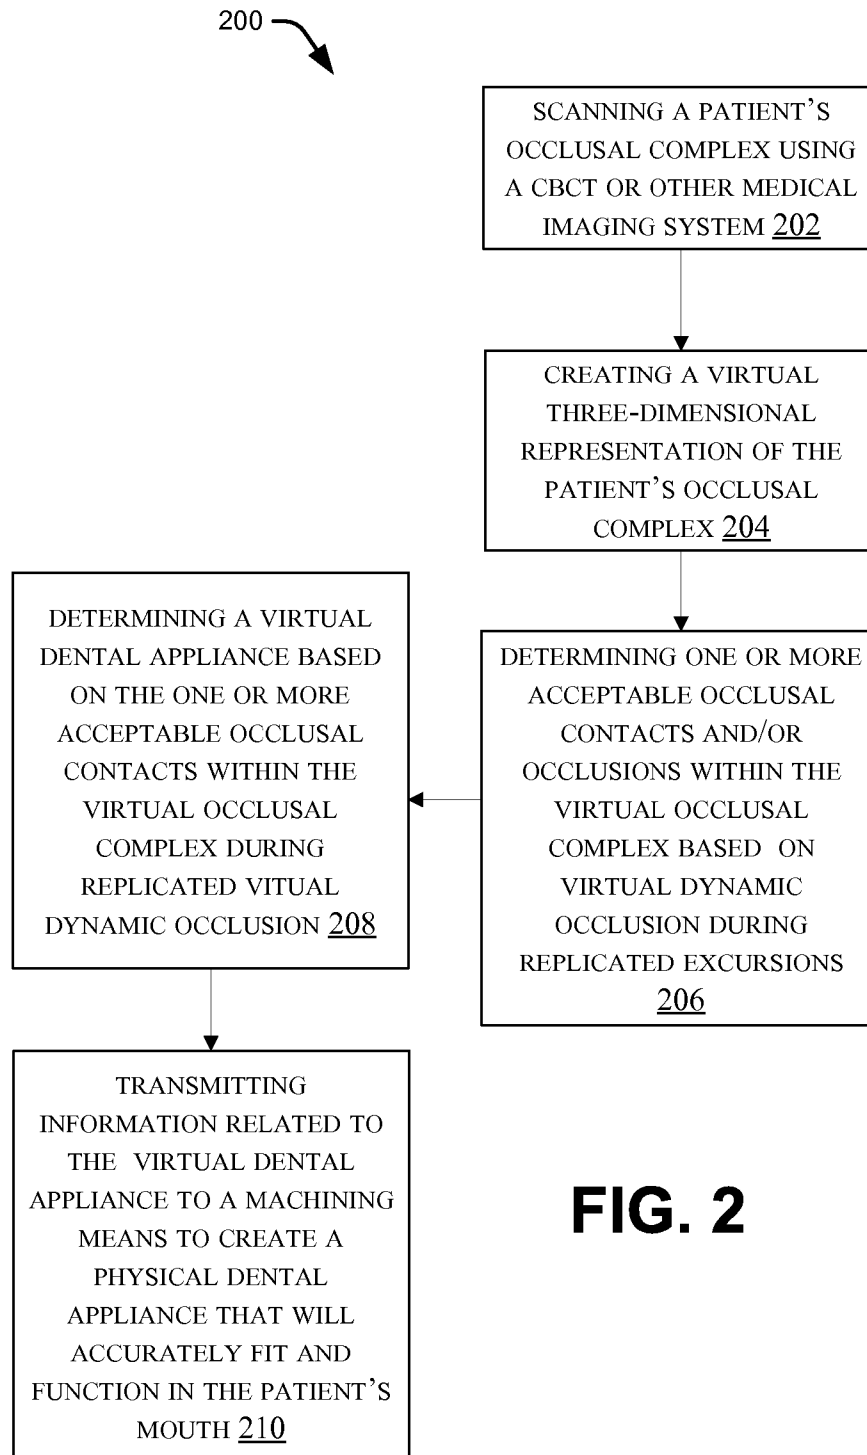 200
SCANNING A PATIENT'S
OCCLUSAL COMPLEX USING
A CBCT OR OTHER MEDICAL
IMAGING SYSTEM 202
CREATING A VIRTUAL
THREE-DIMENSIONAL
REPRESENTATION OF THE
PATIENT'S OCCLUSAL
COMPLEX 204
DETERMINING ONE OR MORE
ACCEPTABLE OCCLUSAL
CONTACTS AND/OR
OCCLUSIONS WITHIN THE
VIRTUAL OCCLUSAL
COMPLEX BASED ON
VIRTUAL DYNAMIC
OCCLUSION DURING
REPLICATED EXCURSIONS
206
DETERMINING A VIRTUAL
DENTAL APPLIANCE BASED
ON THE ONE OR MORE
ACCEPTABLE OCCLUSAL
CONTACTS WITHIN THE
VIRTUAL OCCLUSAL
COMPLEX DURING
REPLICATED VITUAL
DYNAMIC OCCLUSION 208
TRANSMITTING
INFORMATION RELATED TO
THE VIRTUAL DENTAL
APPLIANCE TO A MACHINING
MEANS TO CREATE A
PHYSICAL DENTAL
APPLIANCE THAT WILL
ACCURATELY FIT AND
FUNCTION IN THE PATIENT'S
MOUTH 210
FIG. 2